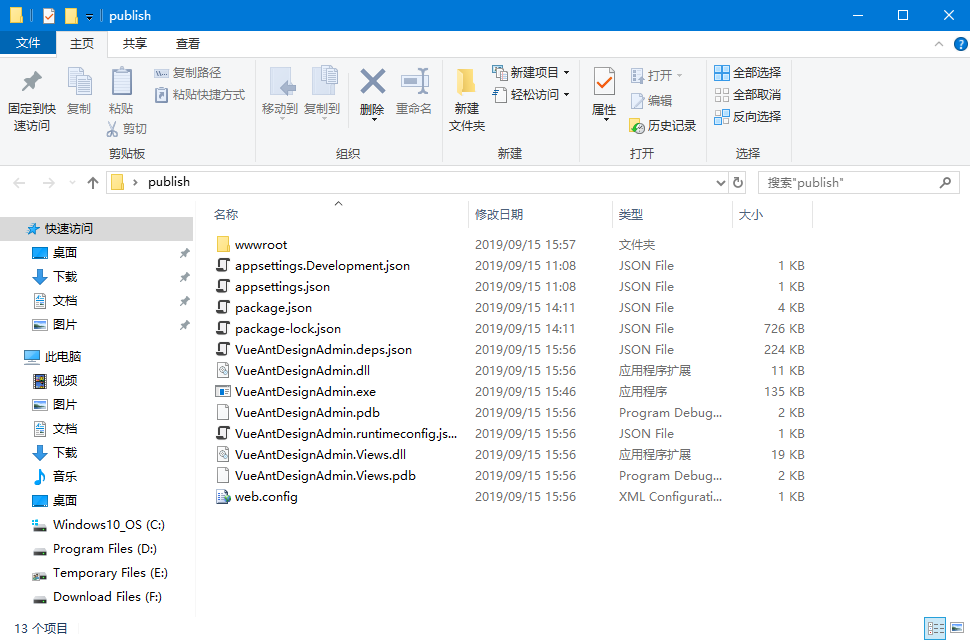 publish
文件 主页 共享 查看
固定到快速访问
复制
粘贴
复制路径
粘贴快捷方式
剪切
剪贴板
移动到
复制到
删除
重命名
组织
新建文件夹
新建项目
轻松访问
新建
属性
打开
编辑
历史记录
打开
全部选择
全部取消
反向选择
选择
publish
搜索"publish"
快速访问
桌面
下载
文档
图片
此电脑
视频
图片
文档
下载
音乐
桌面
Windows10_OS (C:)
Program Files (D:)
Temporary Files (E:)
Download Files (F:)
名称 修改日期 类型 大小
wwwroot 2019/09/15 15:57 文件夹
appsettings.Development.json 2019/09/15 11:08 JSON File 1 KB
appsettings.json 2019/09/15 11:08 JSON File 1 KB
package.json 2019/09/15 14:11 JSON File 4 KB
package-lock.json 2019/09/15 14:11 JSON File 726 KB
VueAntDesignAdmin.deps.json 2019/09/15 15:56 JSON File 224 KB
VueAntDesignAdmin.dll 2019/09/15 15:56 应用程序扩展 11 KB
VueAntDesignAdmin.exe 2019/09/15 15:46 应用程序 135 KB
VueAntDesignAdmin.pdb 2019/09/15 15:56 Program Debug... 2 KB
VueAntDesignAdmin.runtimeconfig.js... 2019/09/15 15:56 JSON File 1 KB
VueAntDesignAdmin.Views.dll 2019/09/15 15:56 应用程序扩展 19 KB
VueAntDesignAdmin.Views.pdb 2019/09/15 15:56 Program Debug... 2 KB
web.config 2019/09/15 15:56 XML Configurati... 1 KB
13 个项目